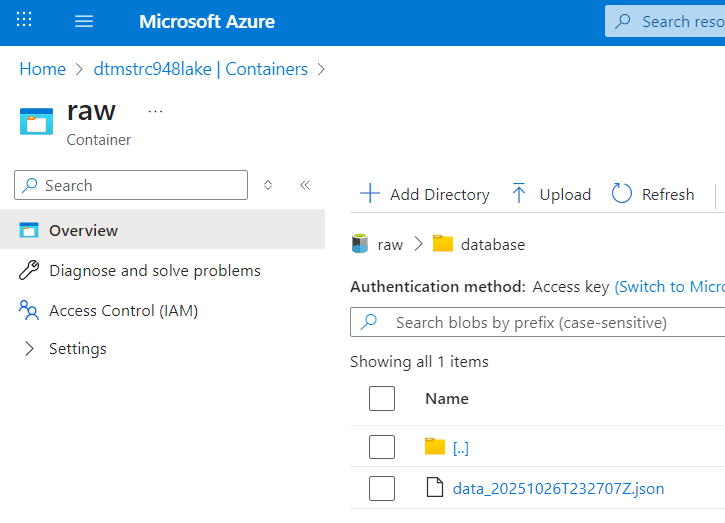 Microsoft Azure
Search reso
Home > dtmstrc948lake | Containers >
raw ...
Container
Search
Overview
Diagnose and solve problems
Access Control (IAM)
Settings
Add Directory Upload Refresh
raw > database
Authentication method: Access key (Switch to Micro
Search blobs by prefix (case-sensitive)
Showing all 1 items
Name
[..]
data_20251026T232707Z.json